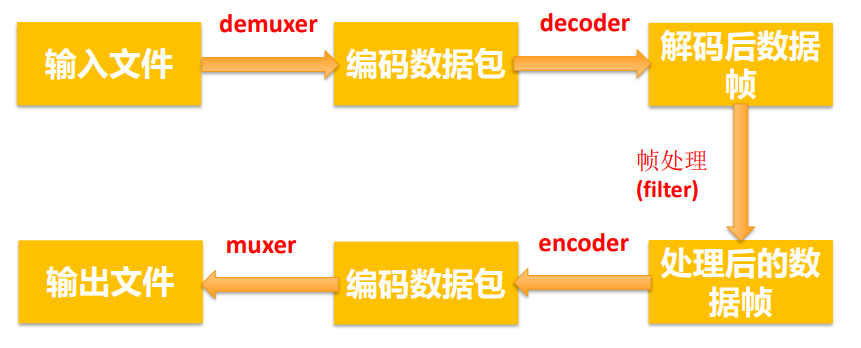 demuxer
decoder
输入文件
编码数据包
解码后数据
帧
帧处理
(filter)
muxer
encoder
输出文件
编码数据包
处理后的数
据帧